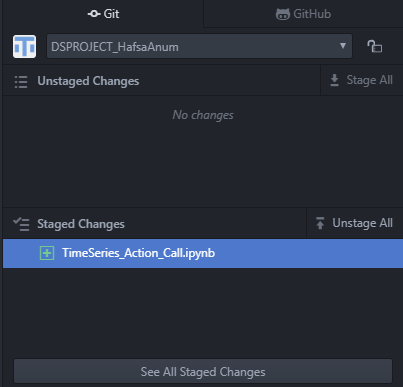 Git
GitHub
DSPROJECT_HafsaAnum
Unstaged Changes
Stage All
No changes
Staged Changes
Unstage All
TimeSeries_Action_Call.ipynb
See All Staged Changes